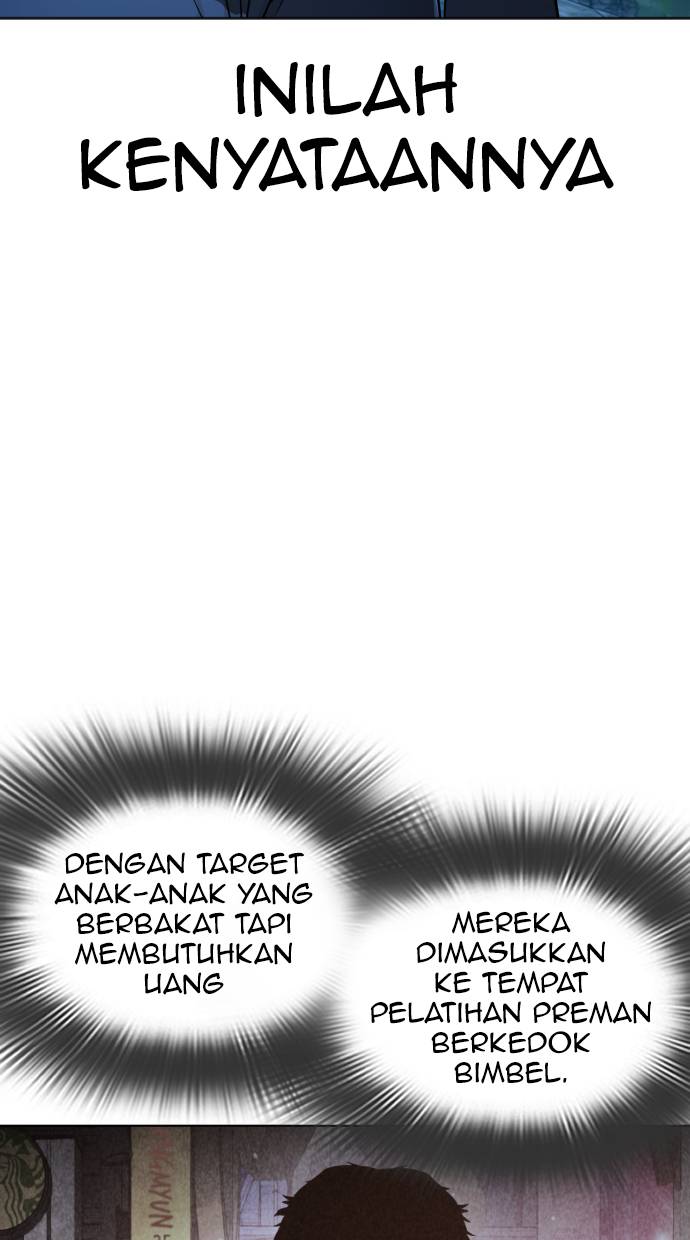 INILAH
KENYATAANNYA
DENGAN TARGET
ANAK-ANAK YANG
BERBAKAT TAPI
MEMBUTUHKAN
UANG
MEREKA
DIMASUKKAN
KE TEMPAT
PELATIHAN PREMAN
BERKEDOK
BIMBEL.